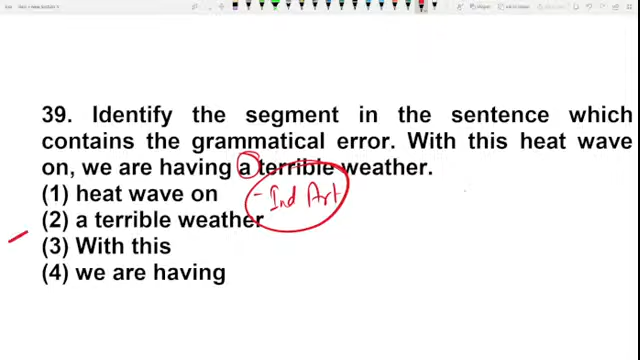 39. Identify the segment in the sentence which
contains the grammatical error. With this heat wave
on, we are having a terrible weather.
(1) heat wave on
- Ind Art
(2) a terrible weather
(3) With this
(4) we are having